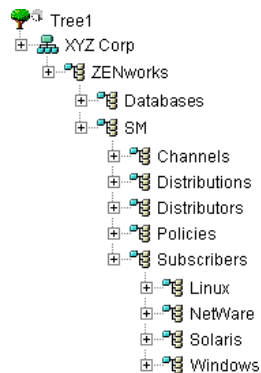 Tree1
XYZ Corp
ZENworks
Databases
SM
Channels
Distributions
Distributors
Policies
Subscribers
Linux
NetWare
Solaris
Windows